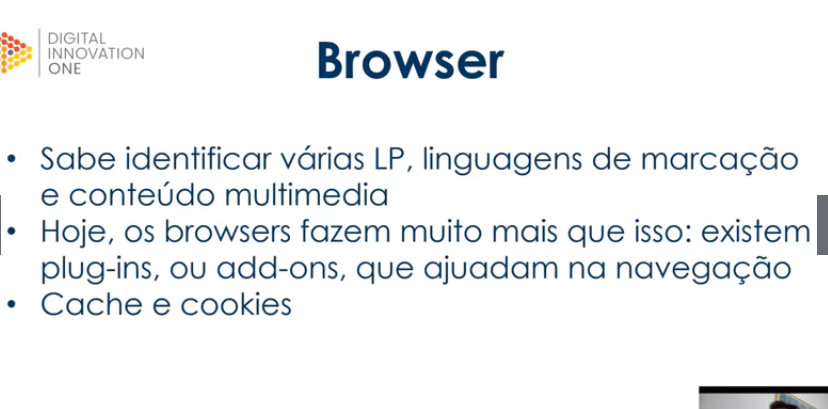 DIGITAL
INNOVATION
ONE
Browser
• Sabe identificar várias LP, linguagens de marcação
e conteúdo multimedia
• Hoje, os browsers fazem muito mais que isso: existem
plug-ins, ou add-ons, que ajuadam na navegação
• Cache e cookies